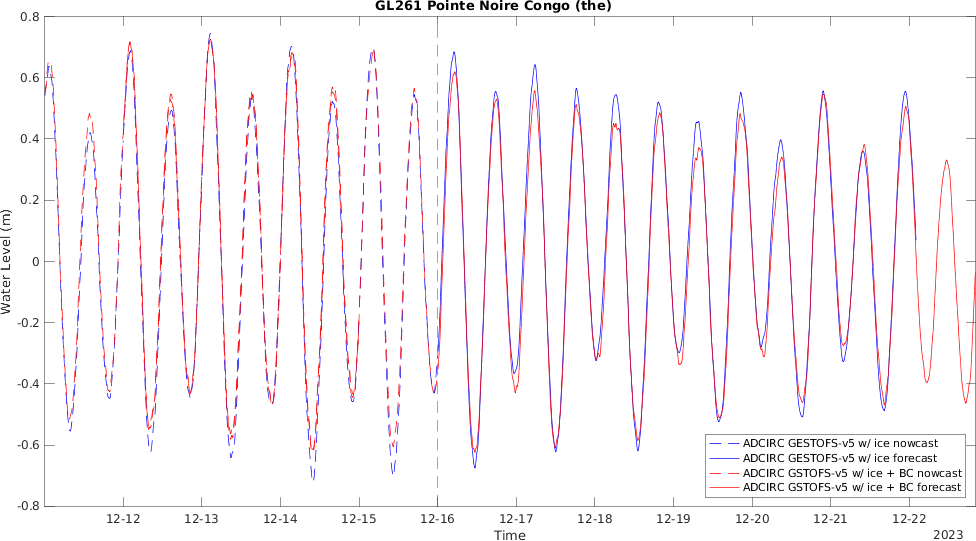 GL261 Pointe Noire Congo (the)
0.8
0.6
0.4
0.2
0
-0.2
-0.4
-0.6
-0.8
Water Level (m)
ADCIRC GESTOFS-v5 w/ ice nowcast
ADCIRC GESTOFS-v5 w/ ice forecast
ADCIRC GSTOFS-v5 w/ ice + BC nowcast
ADCIRC GSTOFS-v5 w/ ice + BC forecast
12-12 12-13 12-14 12-15 12-16 12-17 12-18 12-19 12-20 12-21 12-22
Time
2023